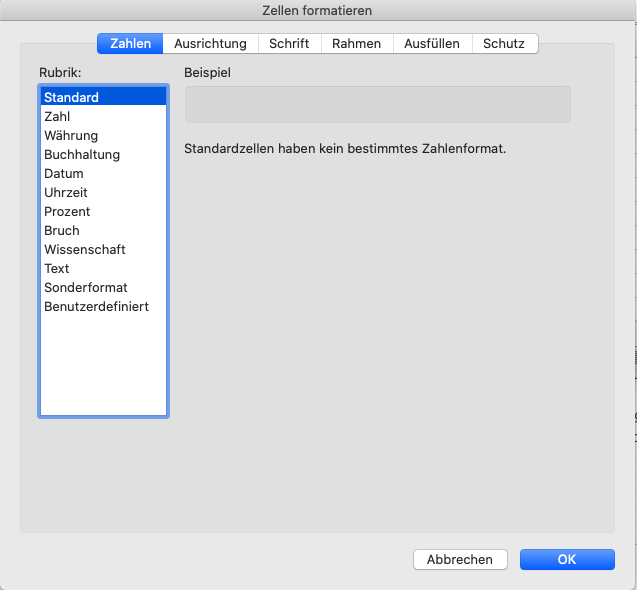 Zellen formatieren
Zahlen Ausrichtung Schrift Rahmen Ausfüllen Schutz
Rubrik:
Standard
Zahl
Währung
Buchhaltung
Datum
Uhrzeit
Prozent
Bruch
Wissenschaft
Text
Sonderformat
Benutzerdefiniert
Beispiel
Standardzellen haben kein bestimmtes Zahlenformat.
Abbrechen OK